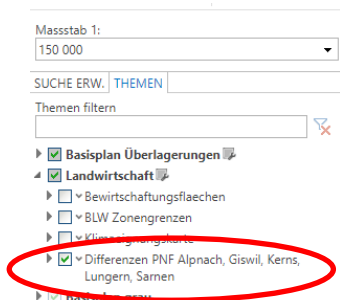 Massstab 1:
150 000
SUCHE ERW. THEMEN
Themen filtern
Basisplan Überlagerungen
Landwirtschaft
Bewirtschaftungsflaechen
BLW Zonengrenzen
Klimaeignungskarte
Differenzen PNF Alpnach, Giswil, Kerns,
Lungern, Sarnen